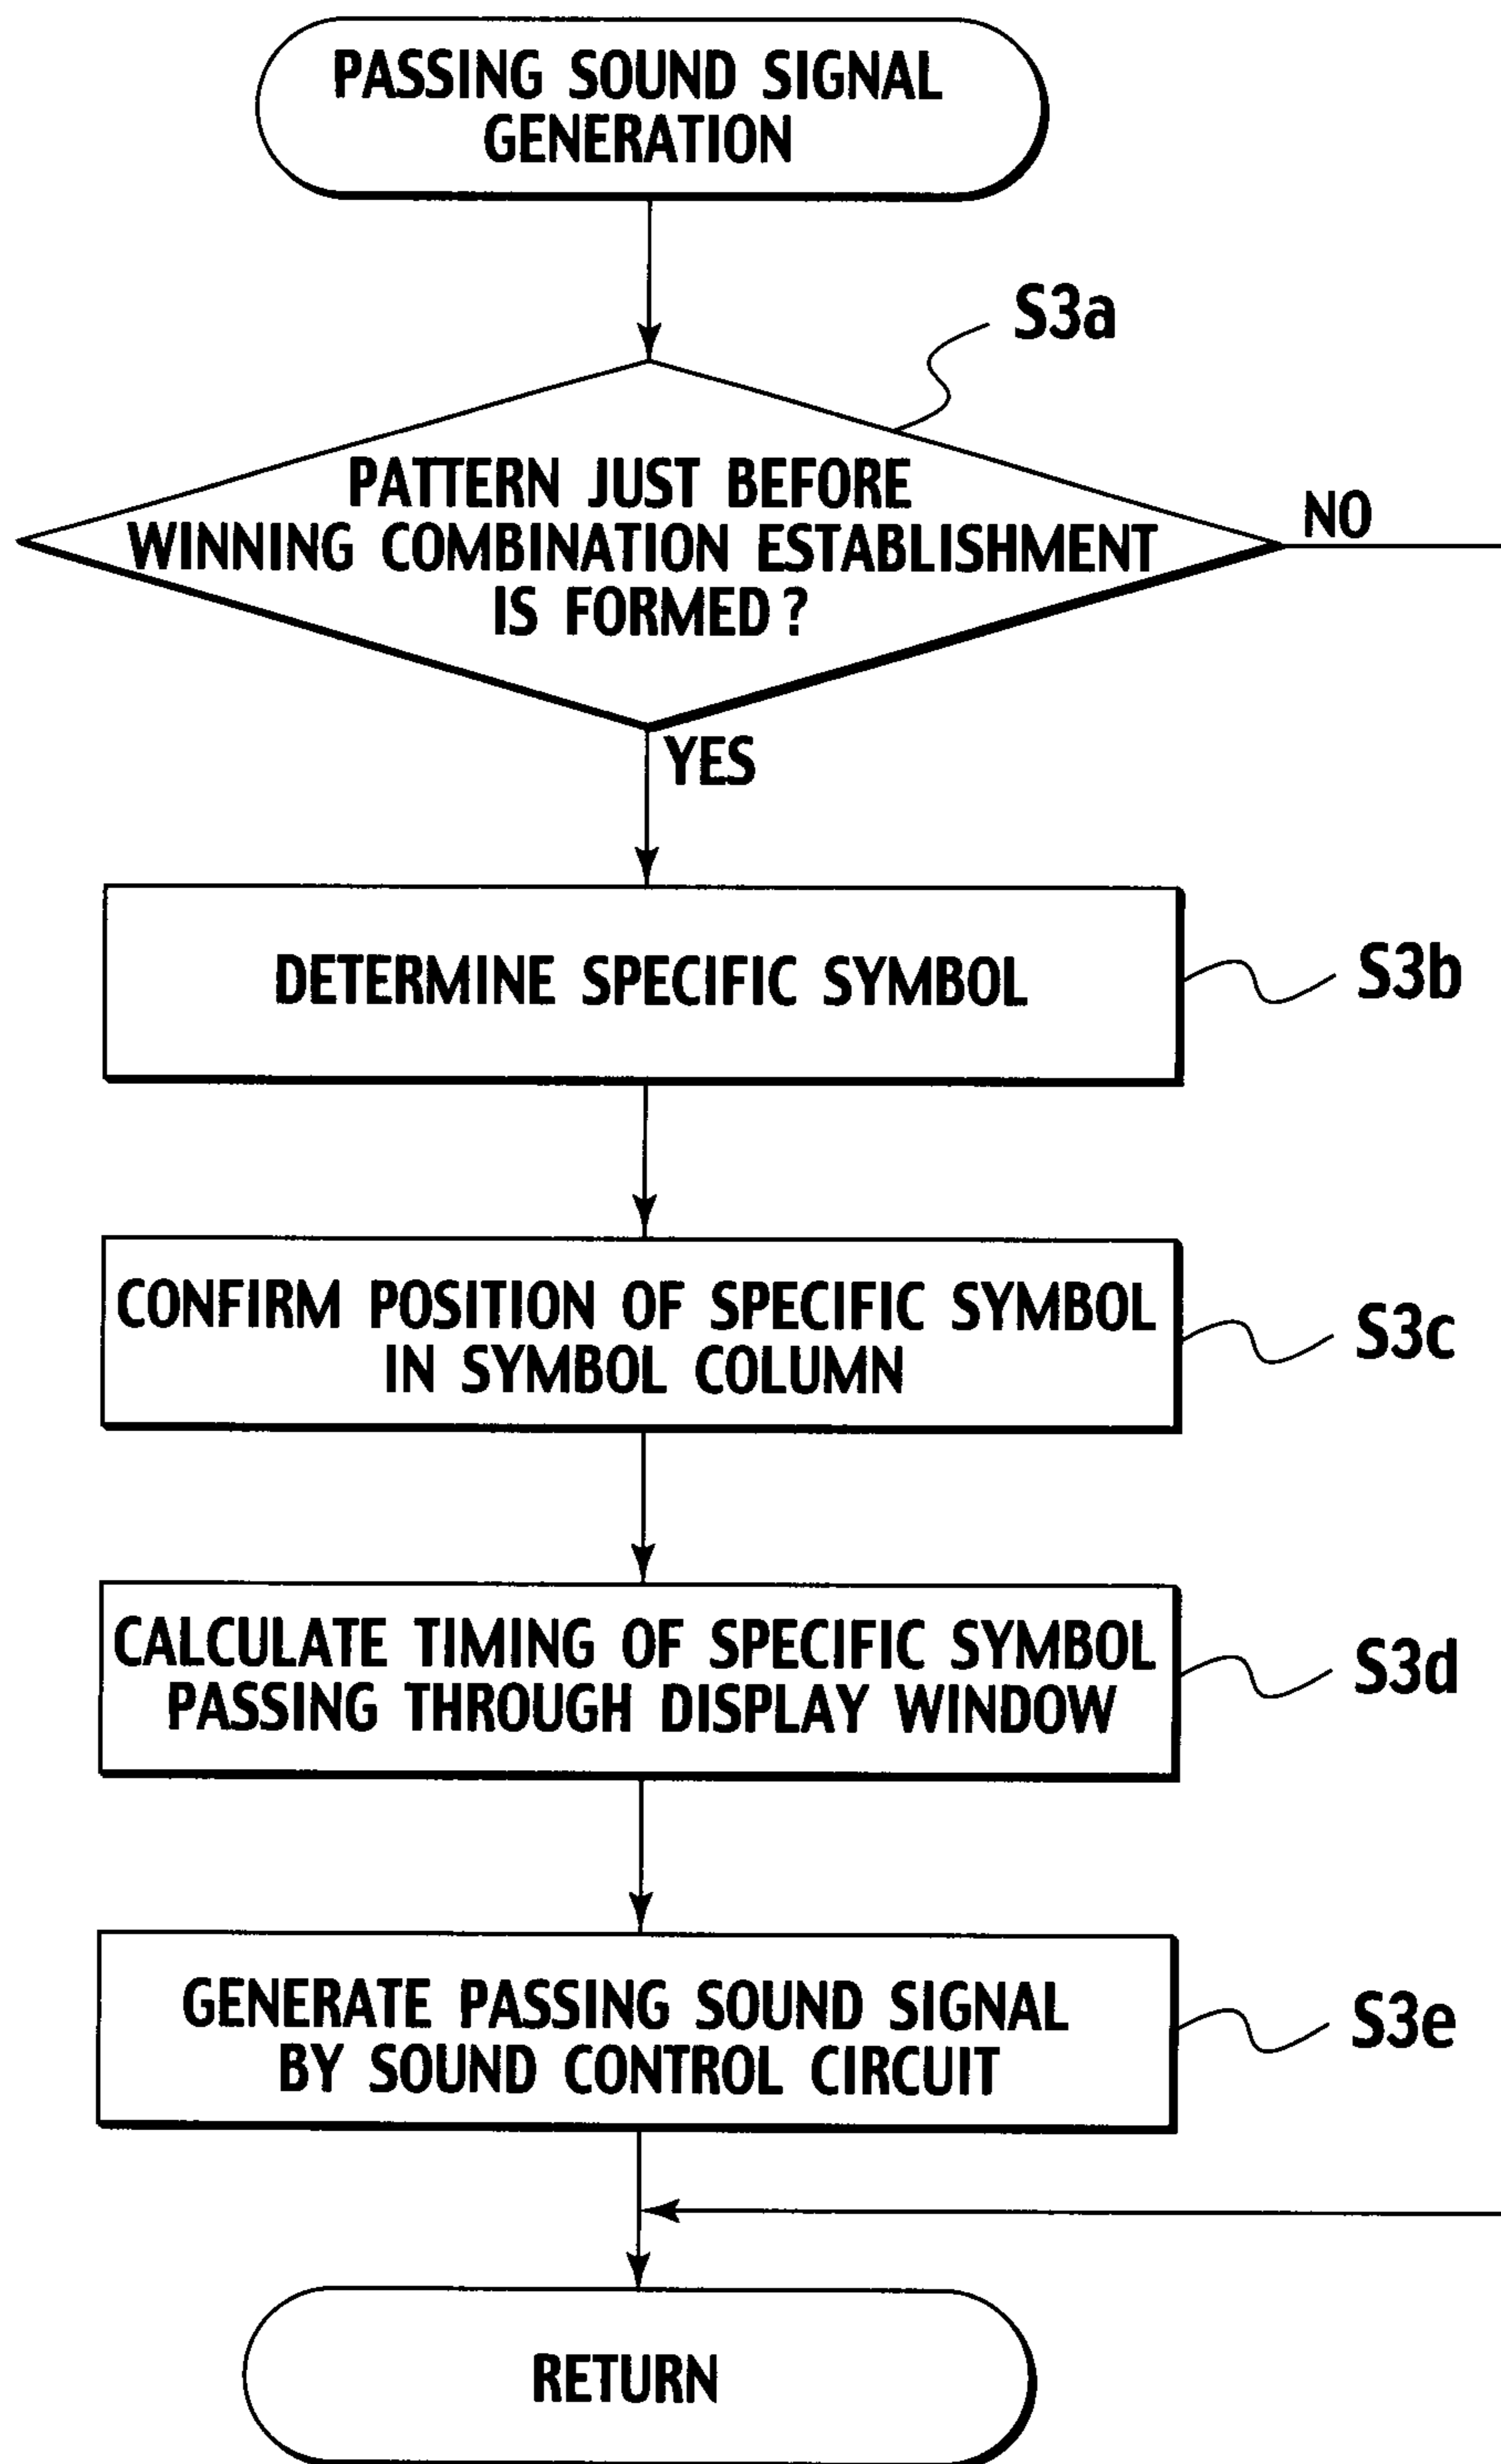 PASSING SOUND SIGNAL
GENERATION
S3a
PATTERN JUST BEFORE
WINNING COMBINATION ESTABLISHMENT
IS FORMED?
NO
YES
DETERMINE SPECIFIC SYMBOL
S3b
CONFIRM POSITION OF SPECIFIC SYMBOL
IN SYMBOL COLUMN
S3c
CALCULATE TIMING OF SPECIFIC SYMBOL
PASSING THROUGH DISPLAY WINDOW
S3d
GENERATE PASSING SOUND SIGNAL
BY SOUND CONTROL CIRCUIT
S3e
RETURN